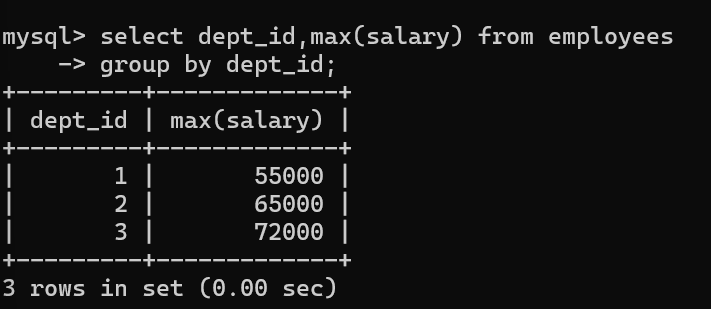 mysql> select dept_id,max(salary) from employees
    -> group by dept_id;
+---------+-------------+
| dept_id | max(salary) |
+---------+-------------+
|       1 |       55000 |
|       2 |       65000 |
|       3 |       72000 |
+---------+-------------+
3 rows in set (0.00 sec)